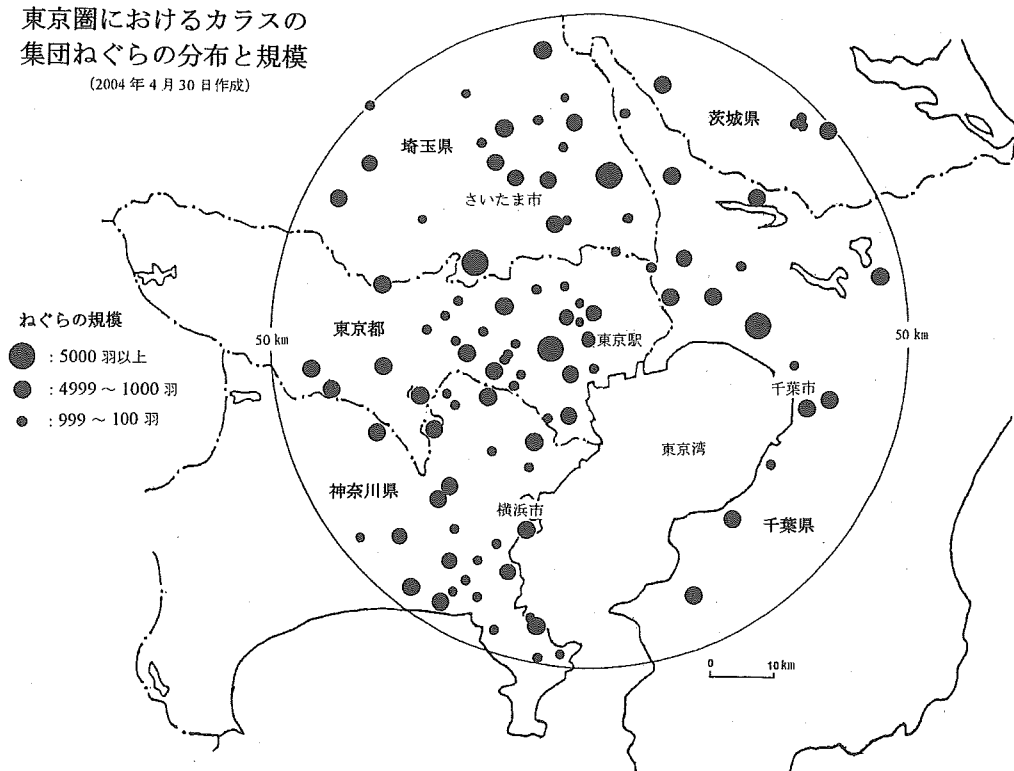 東京圏におけるカラスの
集団ねぐらの分布と規模
(2004年4月30日作成)
茨城県
埼玉県
さいたま市
ねぐらの規模
: 5000 羽以上
: 4999 ~ 1000 羽
: 999 ~ 100 羽
50 km
東京都
東京駅
50 km
千葉市
東京湾
神奈川県
横浜市
千葉県
0 10 km